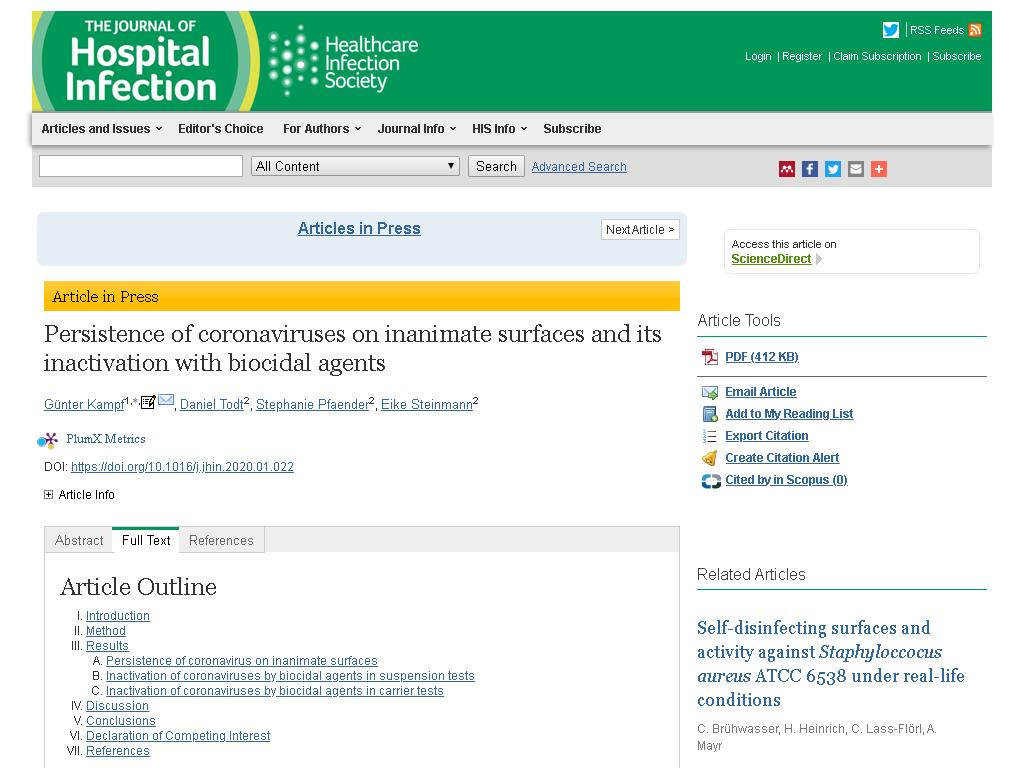 THE JOURNAL OF
Hospital
Infection
Healthcare
Infection
Society
RSS Feeds
Login | Register | Claim Subscription | Subscribe
Articles and Issues Editor's Choice For Authors Journal Info HIS Info Subscribe
All Content Search Advanced Search
Articles in Press
Next Article >
Access this article on
ScienceDirect
Article in Press
Persistence of coronaviruses on inanimate surfaces and its
inactivation with biocidal agents
Günter Kampf1,*, Daniel Todt2, Stephanie Pfaender2, Eike Steinmann2
PlumX Metrics
DOI: https://doi.org/10.1016/j.jhin.2020.01.022
Article Info
Abstract Full Text References
Article Outline
I. Introduction
II. Method
III. Results
A. Persistence of coronavirus on inanimate surfaces
B. Inactivation of coronaviruses by biocidal agents in suspension tests
C. Inactivation of coronaviruses by biocidal agents in carrier tests
IV. Discussion
V. Conclusions
VI. Declaration of Competing Interest
VII. References
Article Tools
PDF (412 KB)
Email Article
Add to My Reading List
Export Citation
Create Citation Alert
Cited by in Scopus (0)
Related Articles
Self-disinfecting surfaces and
activity against Staphyloccocus
aureus ATCC 6538 under real-life
conditions
C. Brühwasser, H. Heinrich, C. Lass-Flörl, A.
Mayr